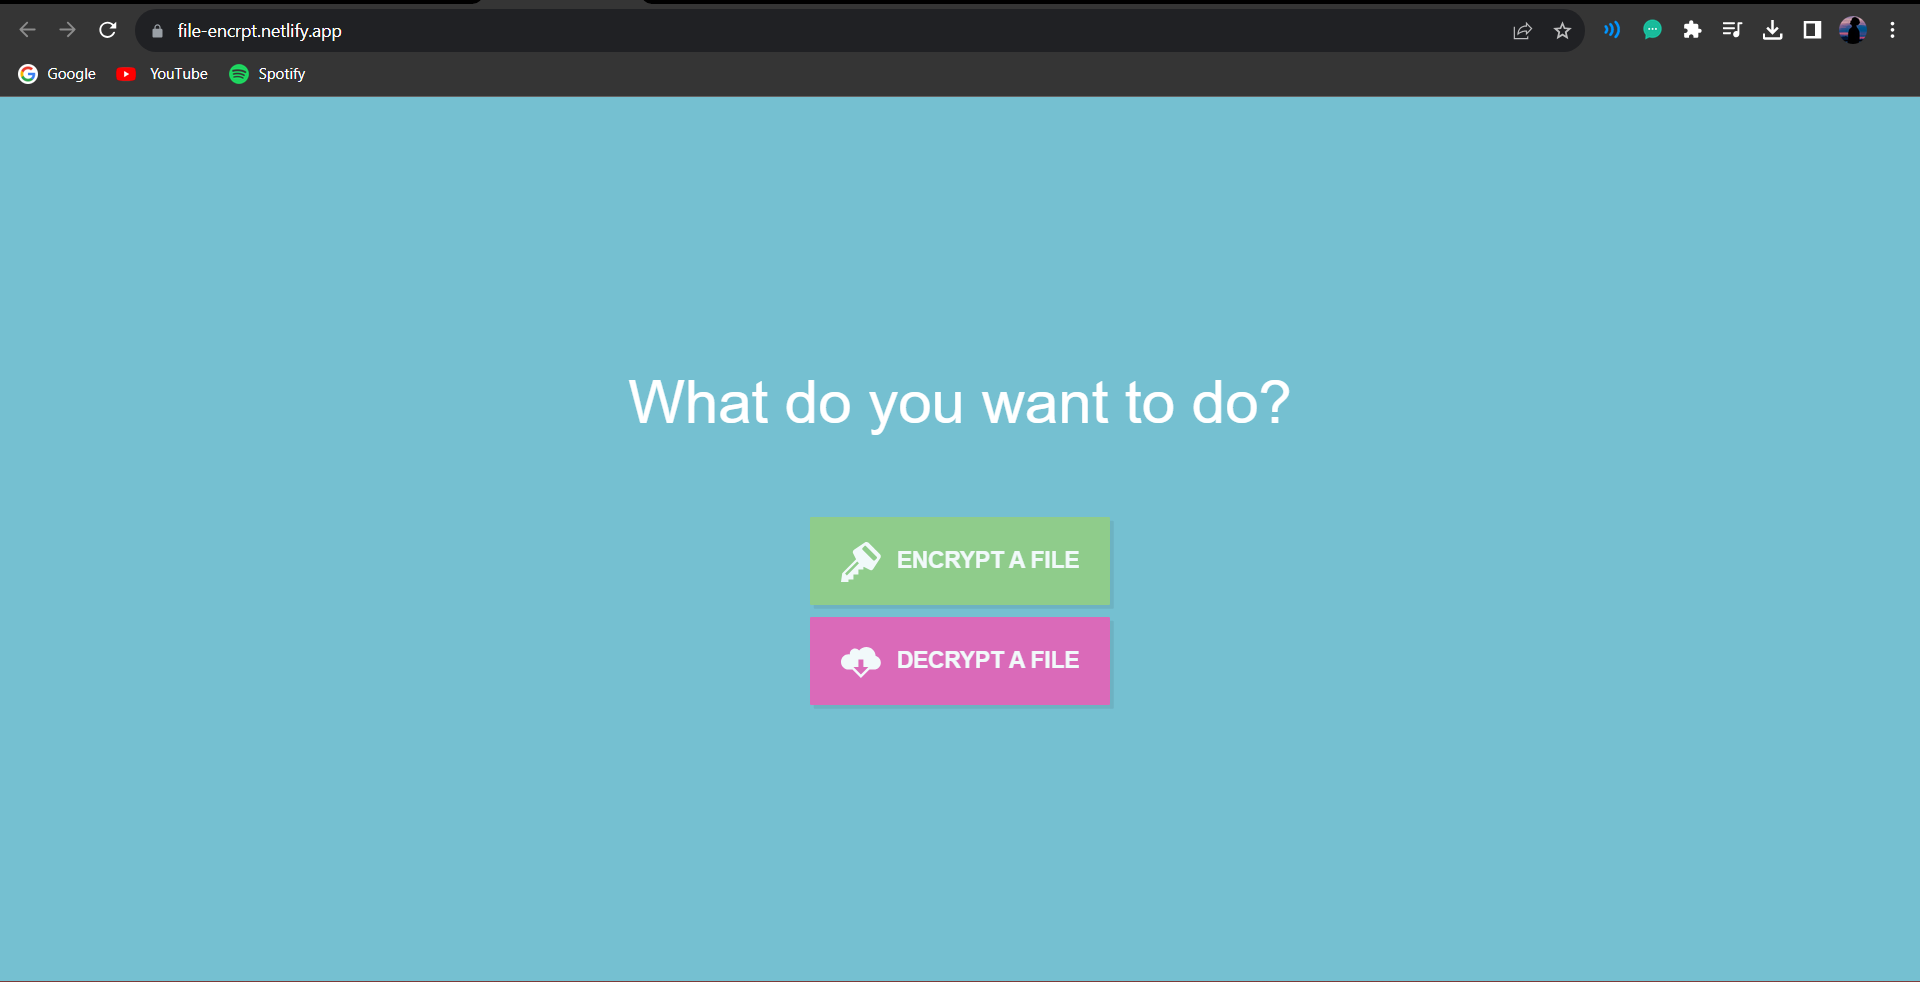 file-encrpt.netlify.app
Google YouTube Spotify
What do you want to do?
ENCRYPT A FILE
DECRYPT A FILE